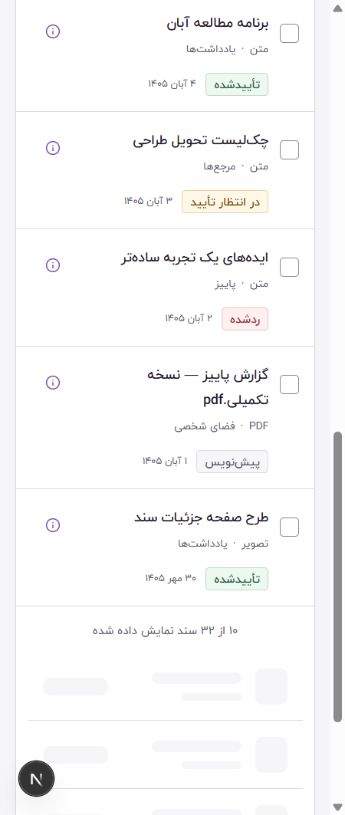 برنامه مطالعه آبان
متن · یادداشت‌ها
تأییدشده ۴ آبان ۱۴۰۵
چک‌لیست تحویل طراحی
متن · مرجع‌ها
در انتظار تأیید ۳ آبان ۱۴۰۵
ایده‌های یک تجربه ساده‌تر
متن · پاییز
ردشده ۲ آبان ۱۴۰۵
گزارش پاییز — نسخه
تکمیلی.pdf
PDF · فضای شخصی
پیش‌نویس ۱ آبان ۱۴۰۵
طرح صفحه جزئیات سند
تصویر · یادداشت‌ها
تأییدشده ۳۰ مهر ۱۴۰۵
۱۰ از ۳۲ سند نمایش داده شده
N